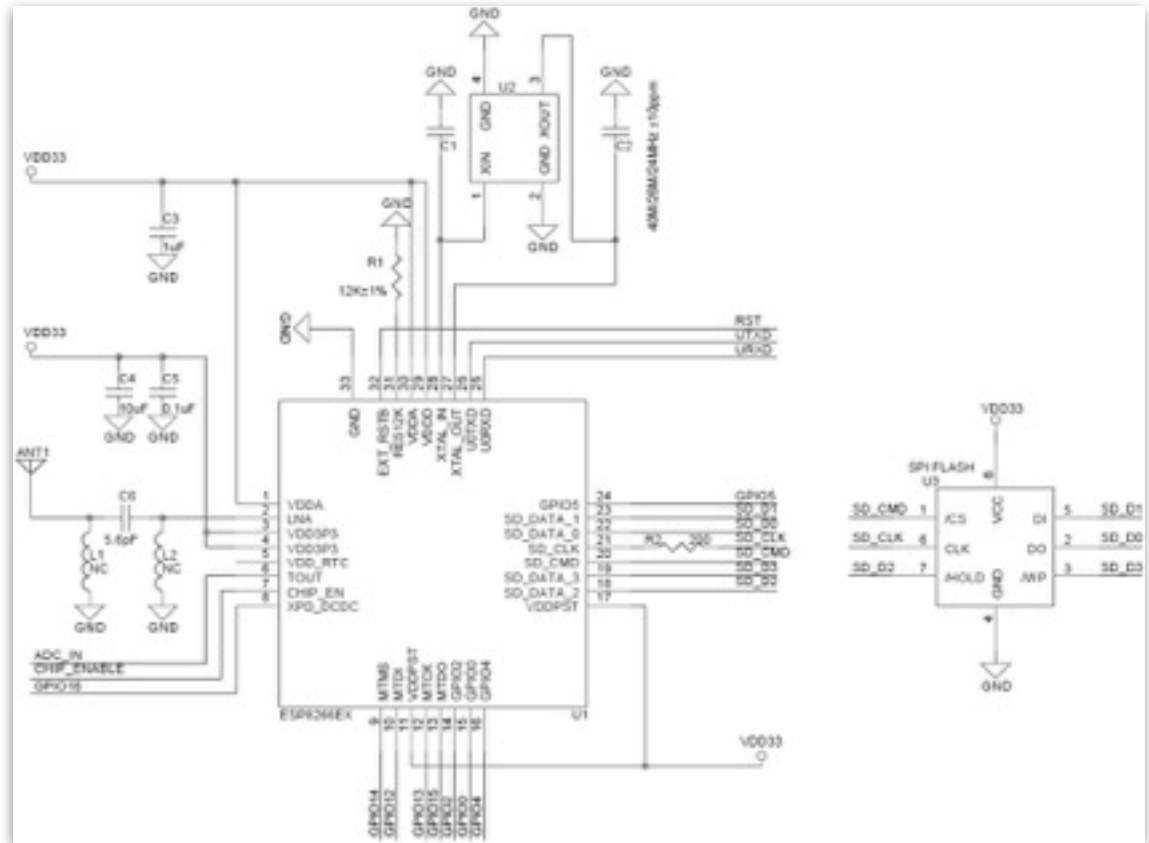 GND
4
3
GND
U2
GND
GND
XOUT
C1
XIN
GND
C2
40M/26M/24MHz ±10ppm
VDD33
1
2
GND
C3
1uF
GND
GND
R1
12K±1%
GND
RST
UTXD
URXD
VDD33
33
32
31
30
29
28
27
26
25
C4
10uF
GND
C5
0.1uF
GND
GND
EXT_RSTB
RES12K
VDDA
XTAL_IN
XTAL_OUT
U0TXD
U0RXD
ANT1
C6
5.6pF
L1
NC
GND
L2
NC
GND
1 VDDA
2 LNA
3 VDD3P3
4 VDD3P3
5 VDD_RTC
6 TOUT
7 CHIP_EN
8 XPD_DCDC
ADC_IN
CHIP_ENABLE
GPIO16
GPIO5 24 GPIO5
SD_DATA_1 23 SD_D1
SD_DATA_0 22 SD_D0
SD_CLK 21 R2 200 SD_CLK
SD_CMD 20 SD_CMD
SD_DATA_3 19 SD_D3
SD_DATA_2 18 SD_D2
VDDPST 17
MTMS
MTDI
VDDPST
MTCK
MTDO
GPIO2
GPIO0
GPIO4
ESP8266EX
U1
9
10
11
12
13
14
15
16
GPIO14
GPIO12
GPIO13
GPIO15
GPIO2
GPIO0
GPIO4
VDD33
VDD33
SPI FLASH
U3
8
VCC
SD_CMD 1 /CS DI 5 SD_D1
SD_CLK 6 CLK DO 2 SD_D0
SD_D2 7 /HOLD /WP 3 SD_D3
GND
4
GND